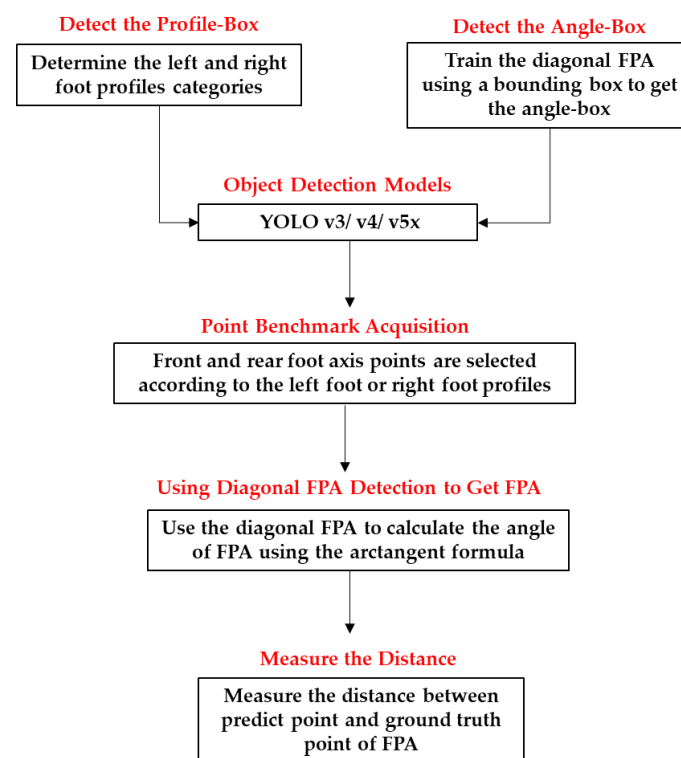 Detect the Profile-Box
Determine the left and right
foot profiles categories
Detect the Angle-Box
Train the diagonal FPA
using a bounding box to get
the angle-box
Object Detection Models
YOLO v3/ v4/ v5x
Point Benchmark Acquisition
Front and rear foot axis points are selected
according to the left foot or right foot profiles
Using Diagonal FPA Detection to Get FPA
Use the diagonal FPA to calculate the angle
of FPA using the arctangent formula
Measure the Distance
Measure the distance between
predict point and ground truth
point of FPA